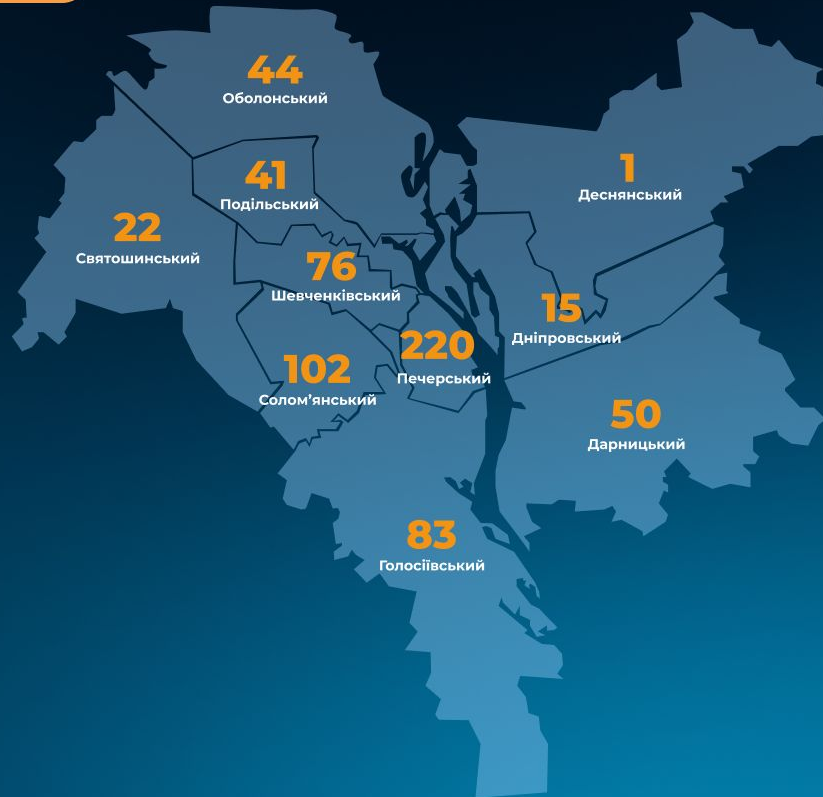 44
Оболонський
41
Подільський
1
Деснянський
22
Святошинський
76
Шевченківський
15
Дніпровський
220
Печерський
102
Солом’янський
50
Дарницький
83
Голосіївський